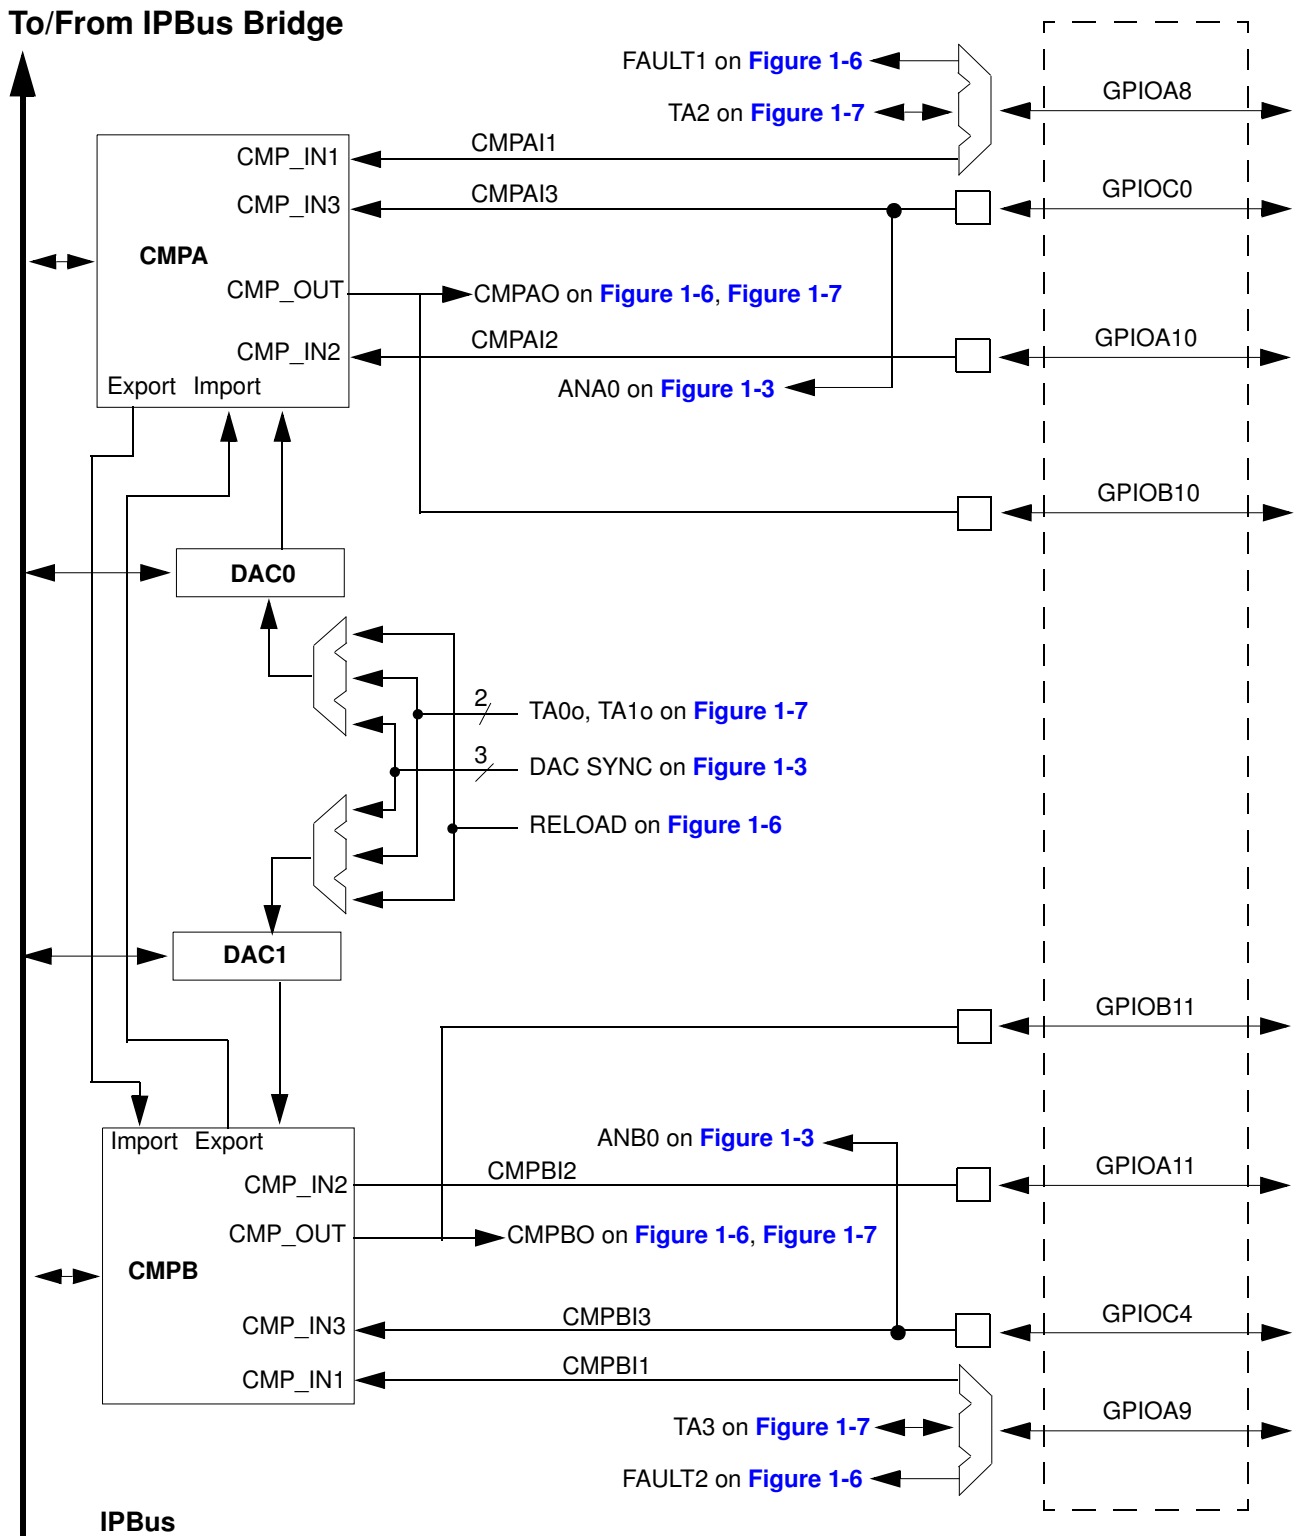 To/From IPBus Bridge
FAULT1 on Figure 1-6
GPIOA8
TA2 on Figure 1-7
CMP_IN1
CMPAI1
CMP_IN3
CMPAI3
GPIOC0
CMPA
CMP_OUT
CMPAO on Figure 1-6, Figure 1-7
CMP_IN2
CMPAI2
GPIOA10
Export Import
ANA0 on Figure 1-3
GPIOB10
DAC0
2
TA0o, TA1o on Figure 1-7
3
DAC SYNC on Figure 1-3
RELOAD on Figure 1-6
DAC1
GPIOB11
Import Export
ANB0 on Figure 1-3
CMP_IN2
CMPBI2
GPIOA11
CMP_OUT
CMPBO on Figure 1-6, Figure 1-7
CMPB
CMP_IN3
CMPBI3
GPIOC4
CMP_IN1
CMPBI1
TA3 on Figure 1-7
GPIOA9
FAULT2 on Figure 1-6
IPBus